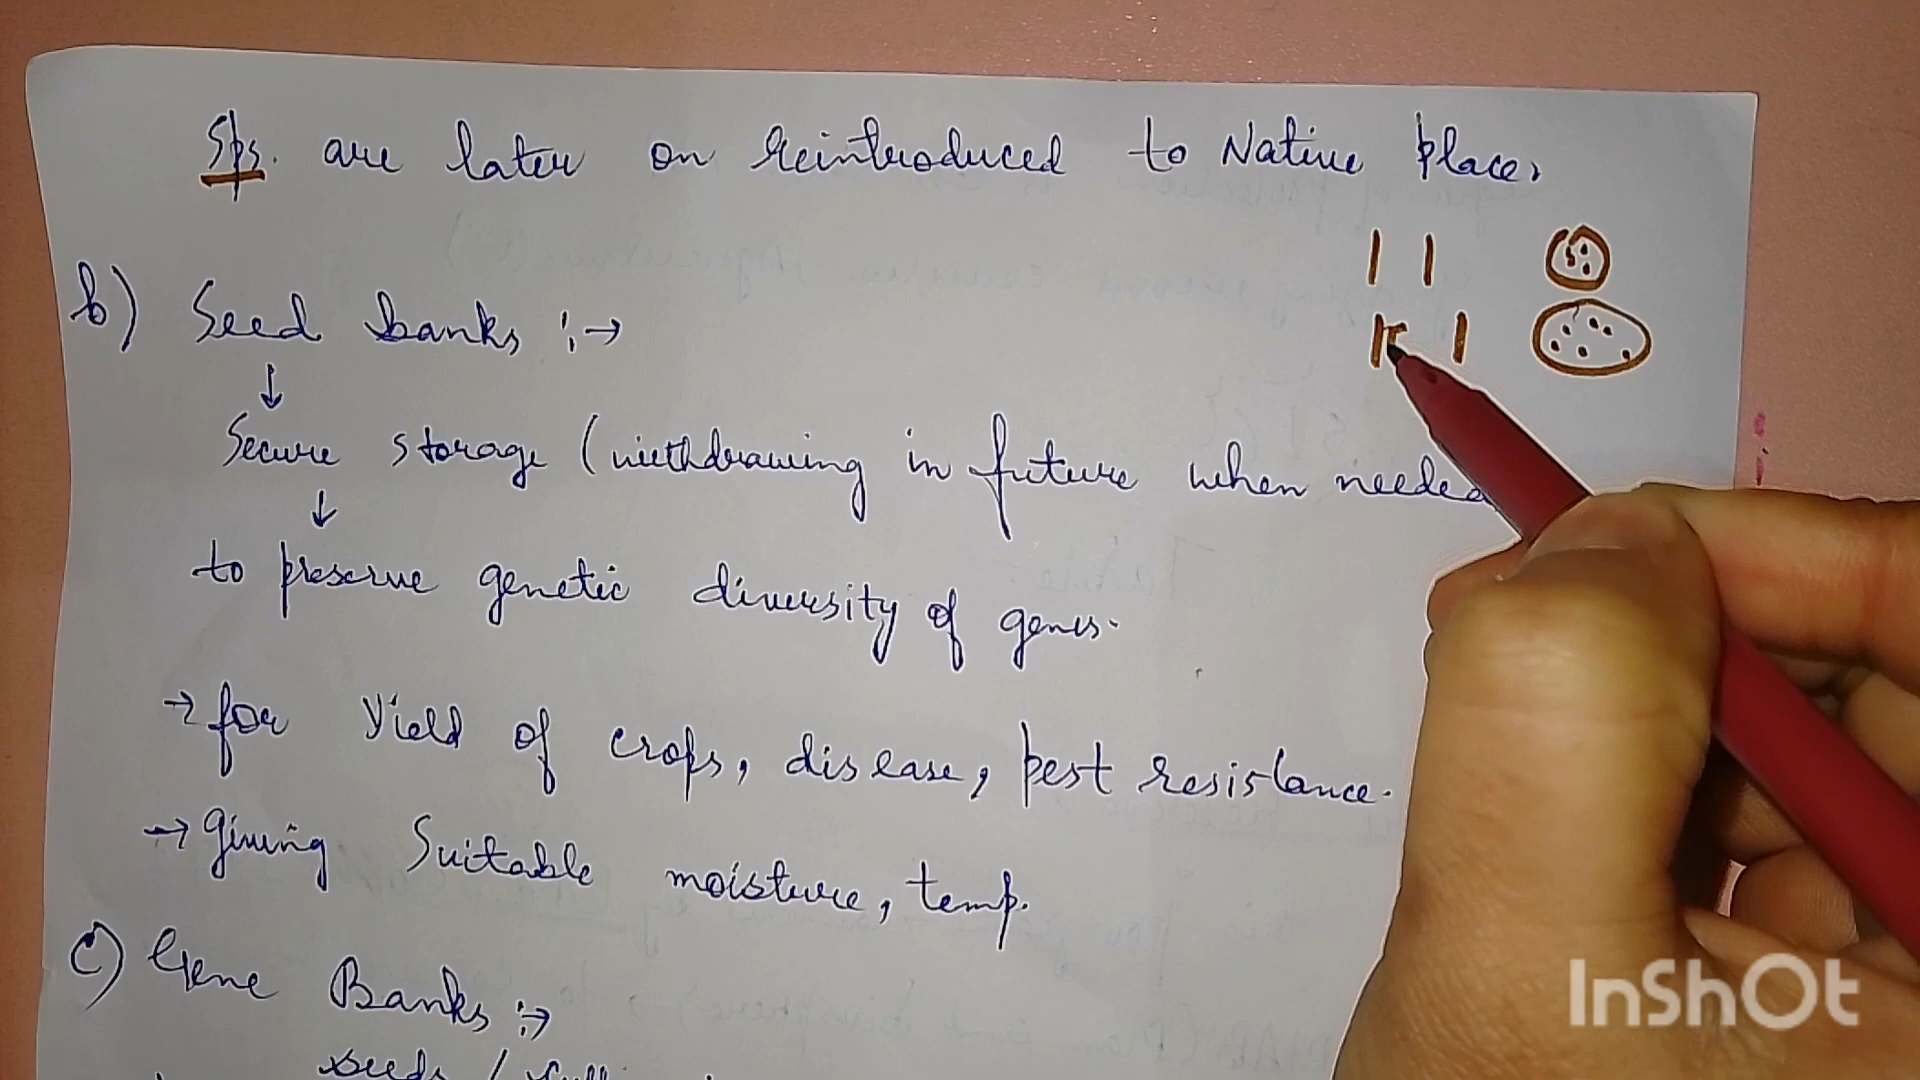 Sps. are later on reintroduced to Native place.
b) Seed banks :→
Secure storage (withdrawing in future when needed
to preserve genetic diversity of genes.
→ for Yield of crops, disease, pest resistance.
→ giving Suitable moisture, temp.
c) Gene Banks :→
seeds /
InShOt